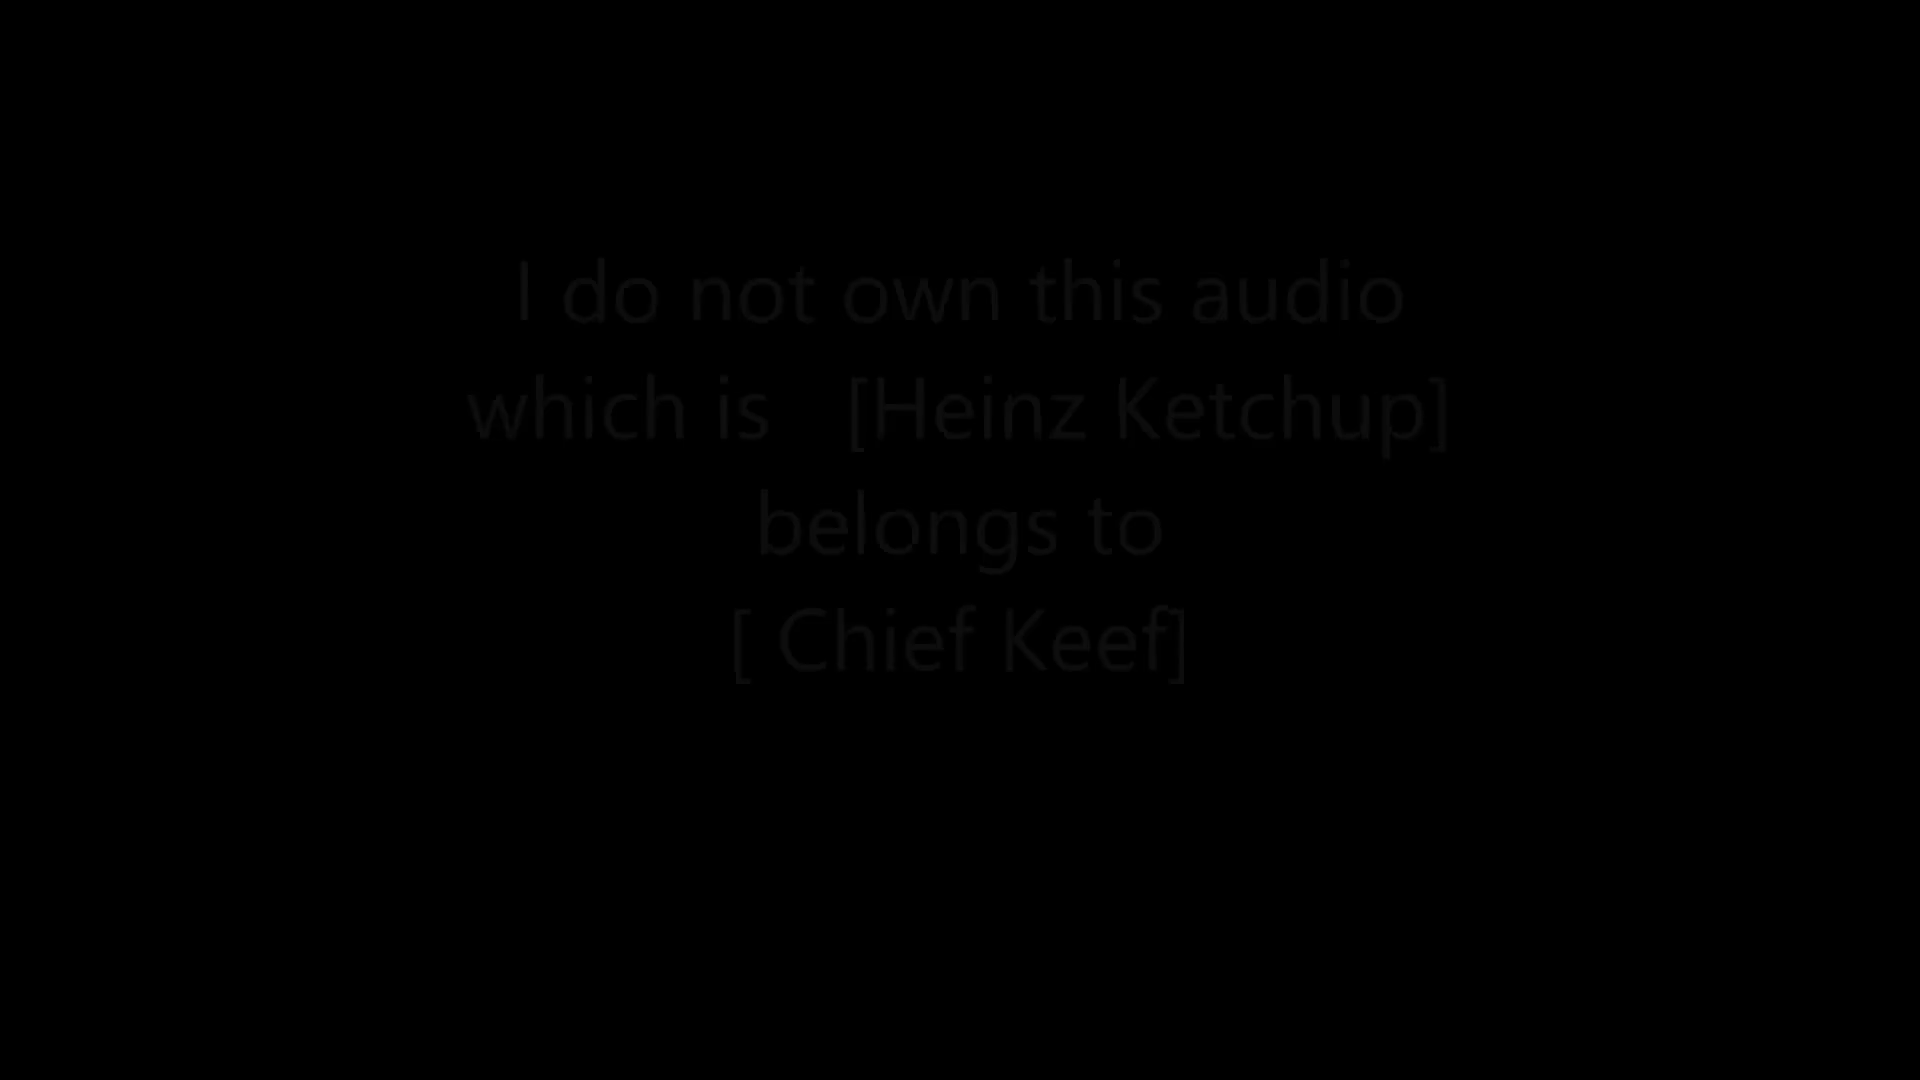 I do not own this audio
which is   [Heinz Ketchup]
belongs to
[ Chief Keef]